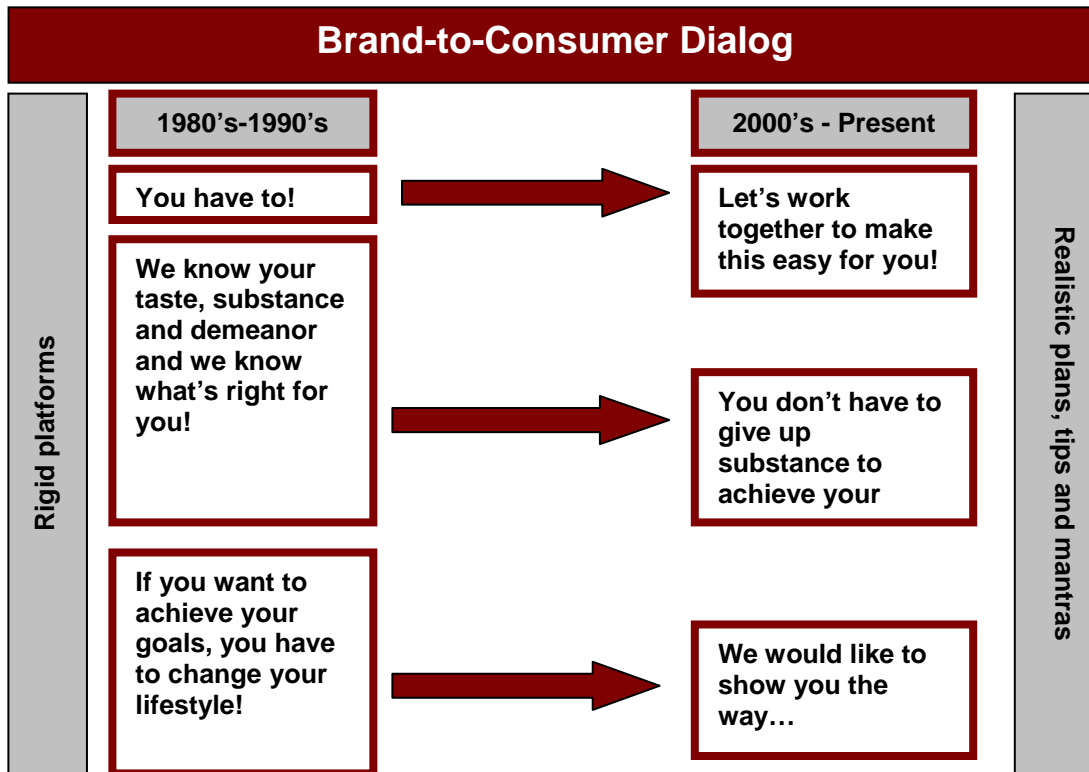 Brand-to-Consumer Dialog
Rigid platforms
1980’s-1990’s
You have to!
We know your
taste, substance
and demeanor
and we know
what’s right for
you!
If you want to
achieve your
goals, you have
to change your
lifestyle!
2000’s - Present
Let’s work
together to make
this easy for you!
You don’t have to
give up
substance to
achieve your
We would like to
show you the
way…
Realistic plans, tips and mantras